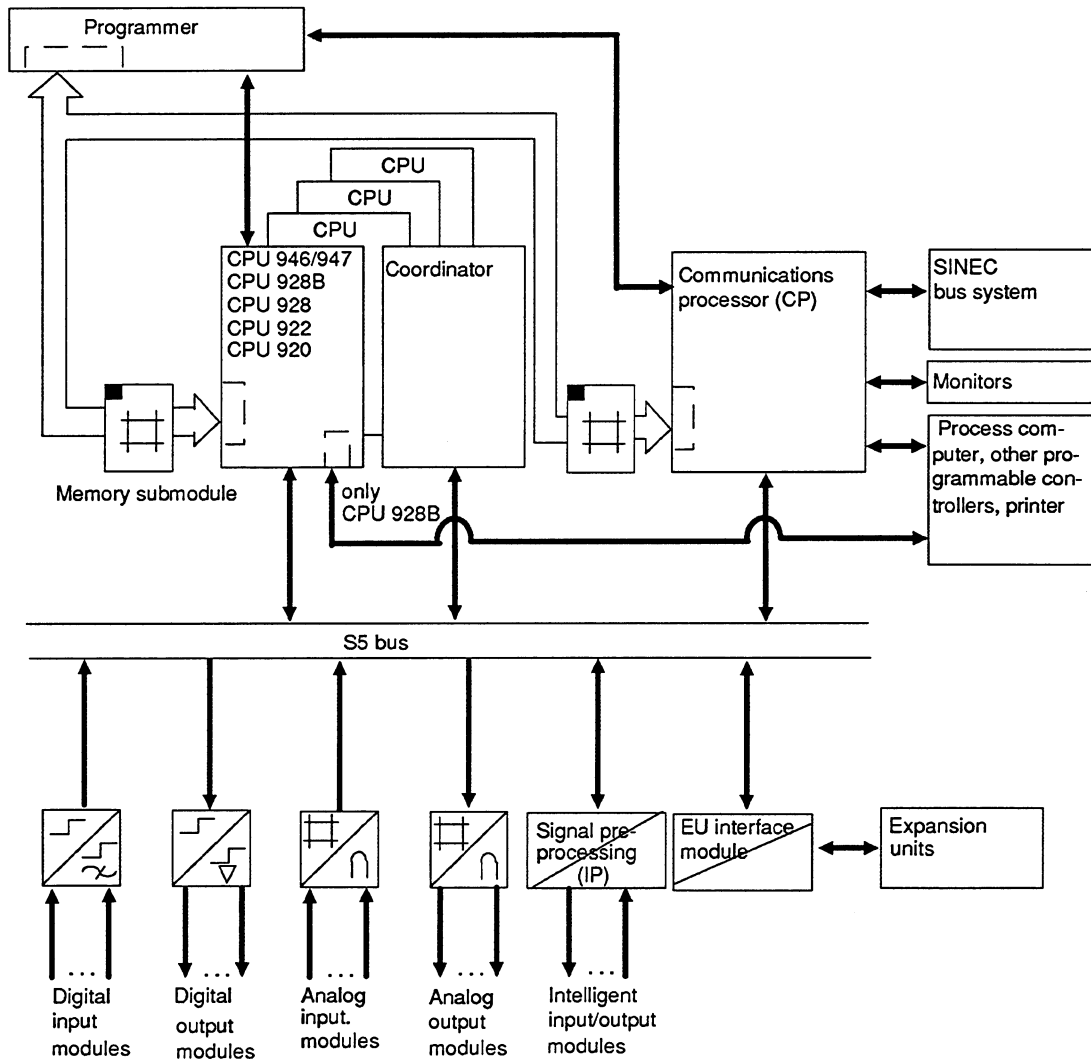 Programmer
CPU
CPU
CPU
CPU 946/947
CPU 928B
CPU 928
CPU 922
CPU 920
Coordinator
Communications
processor (CP)
SINEC
bus system
Monitors
Process com-
puter, other pro-
grammable con-
trollers, printer
Memory submodule
only
CPU 928B
S5 bus
Signal pre-
processing
(IP)
EU interface
module
Expansion
units
...
...
...
...
...
Digital
input
modules
Digital
output
modules
Analog
input.
modules
Analog
output
modules
Intelligent
input/output
modules